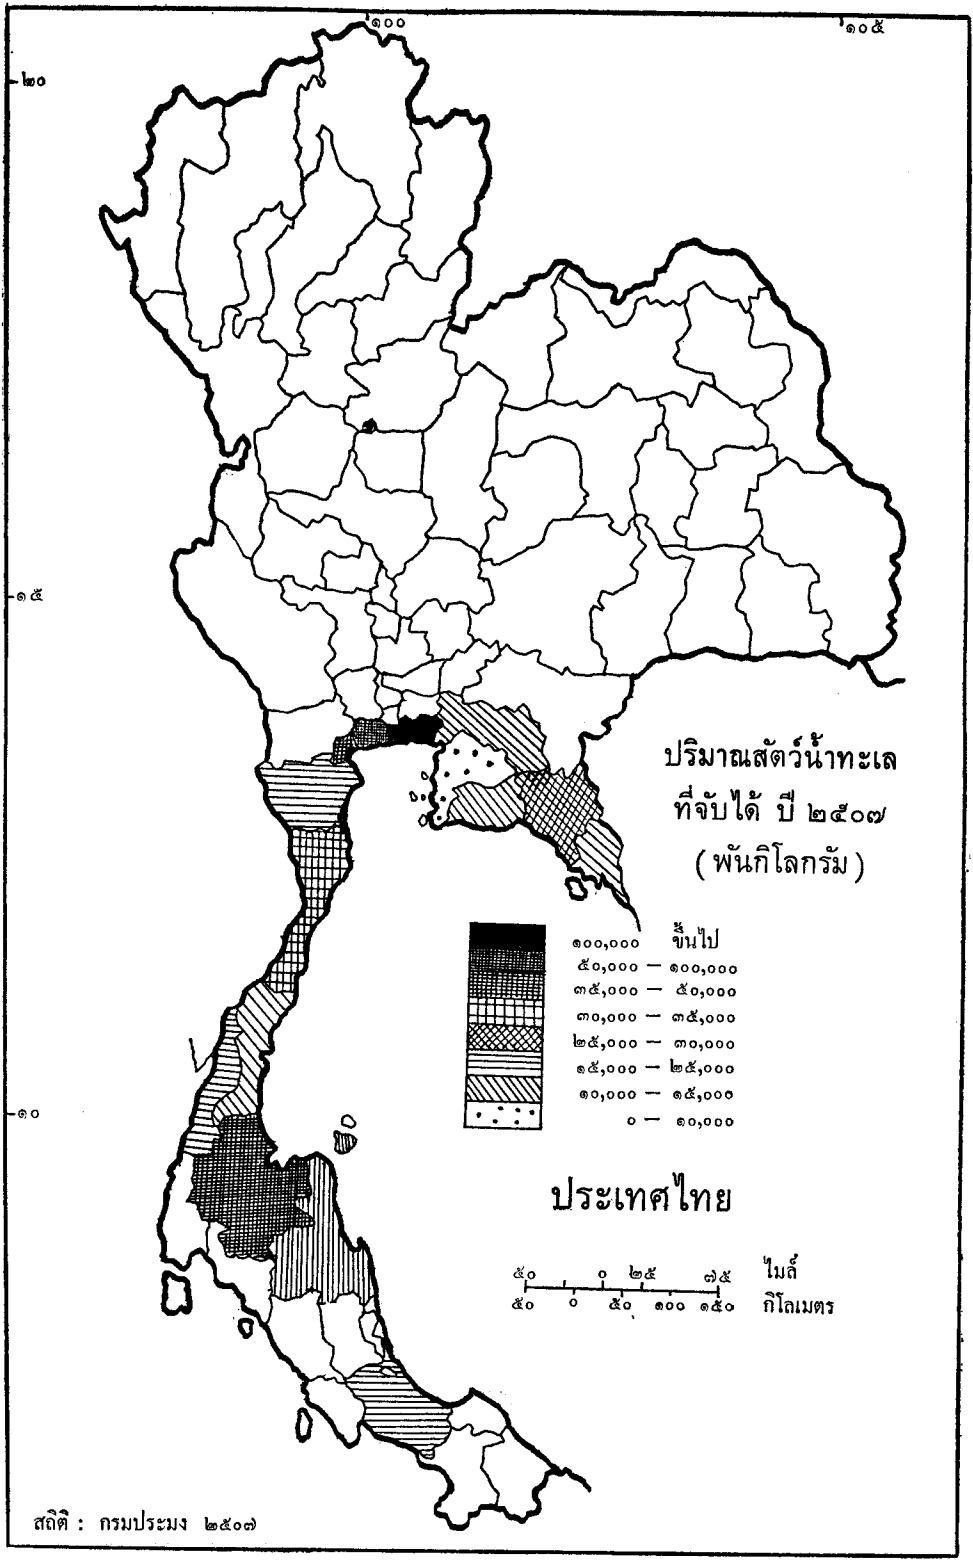 ๑๐๐
๑๐๕
๒๐
๑๕
๑๐
ปริมาณสัตว์น้ำทะเล
ที่จับได้ ปี ๒๕๐๗
(พันกิโลกรัม)
๑๐๐,๐๐๐ ขึ้นไป
๕๐,๐๐๐ — ๑๐๐,๐๐๐
๓๕,๐๐๐ — ๕๐,๐๐๐
๓๐,๐๐๐ — ๓๕,๐๐๐
๒๕,๐๐๐ — ๓๐,๐๐๐
๑๕,๐๐๐ — ๒๕,๐๐๐
๑๐,๐๐๐ — ๑๕,๐๐๐
๐ — ๑๐,๐๐๐
ประเทศไทย
๕๐ ๐ ๒๕ ๗๕ ไมล์
๕๐ ๐ ๕๐ ๑๐๐ ๑๕๐ กิโลเมตร
สถิติ : กรมประมง ๒๕๐๗